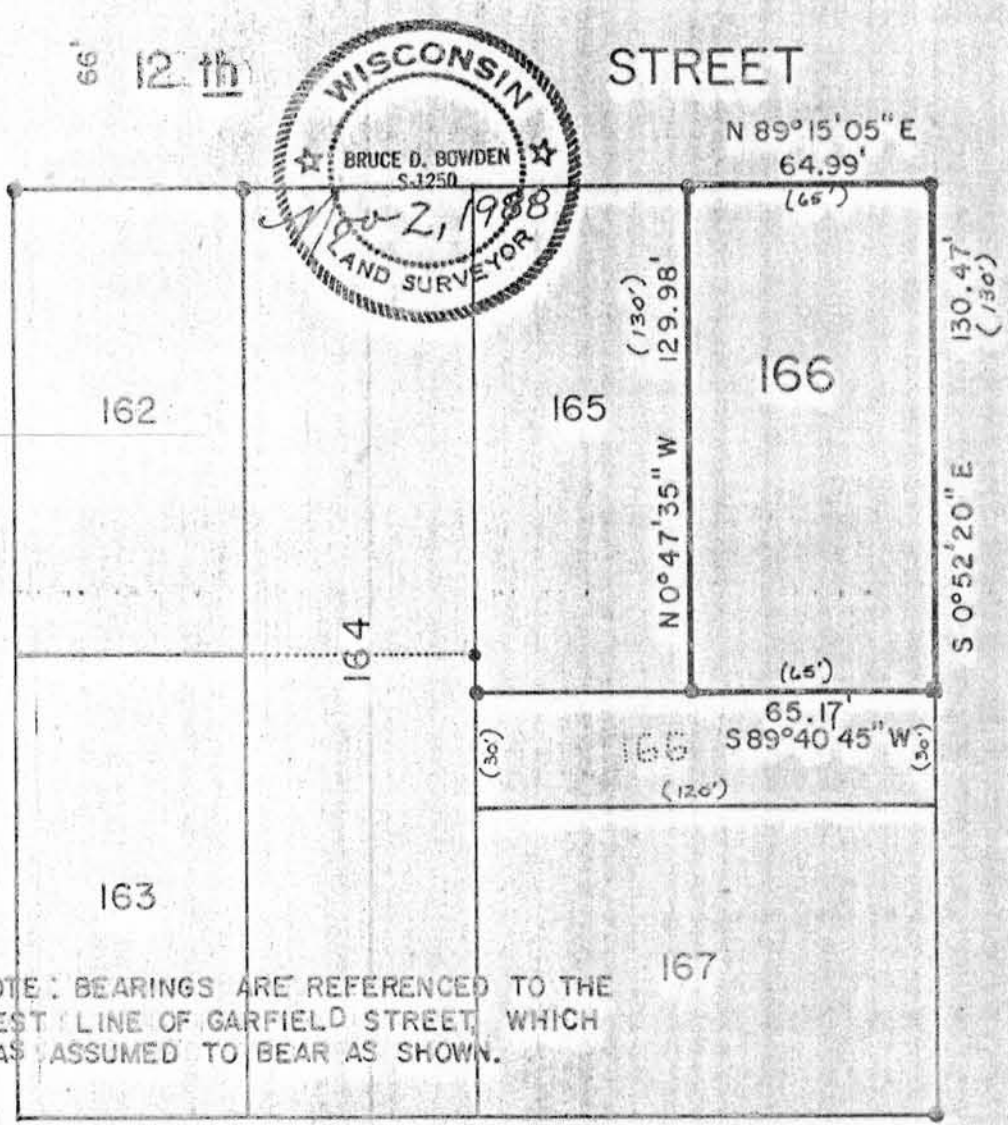 66' 12 th
STREET
WISCONSIN
BRUCE D. BOWDEN
S-1250
2, 1988
LAND SURVEYOR
N 89°15'05" E
64.99'
(65')
(130')
129.98'
N 0°47'35" W
130.47'
(130')
S 0°52'20" E
162
165
166
164
(65')
65.17'
S 89°40'45" W
(30')
166
(30')
(120')
163
167
OTE: BEARINGS ARE REFERENCED TO THE
EST LINE OF GARFIELD STREET, WHICH
AS ASSUMED TO BEAR AS SHOWN.